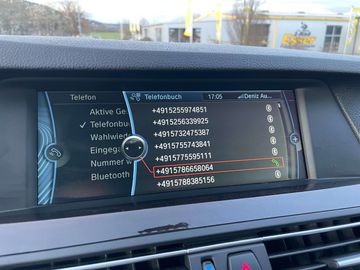 Telefon
Telefonbuch 17:05 Deniz Au...
Aktive Ge
Telefonbu
Wahlwied
Eingega
Nummer w
Bluetooth
+4915255974851
+4915256339925
+4915732475387
+4915755743841
+4915775595111
+4915786658064
+4915788385156